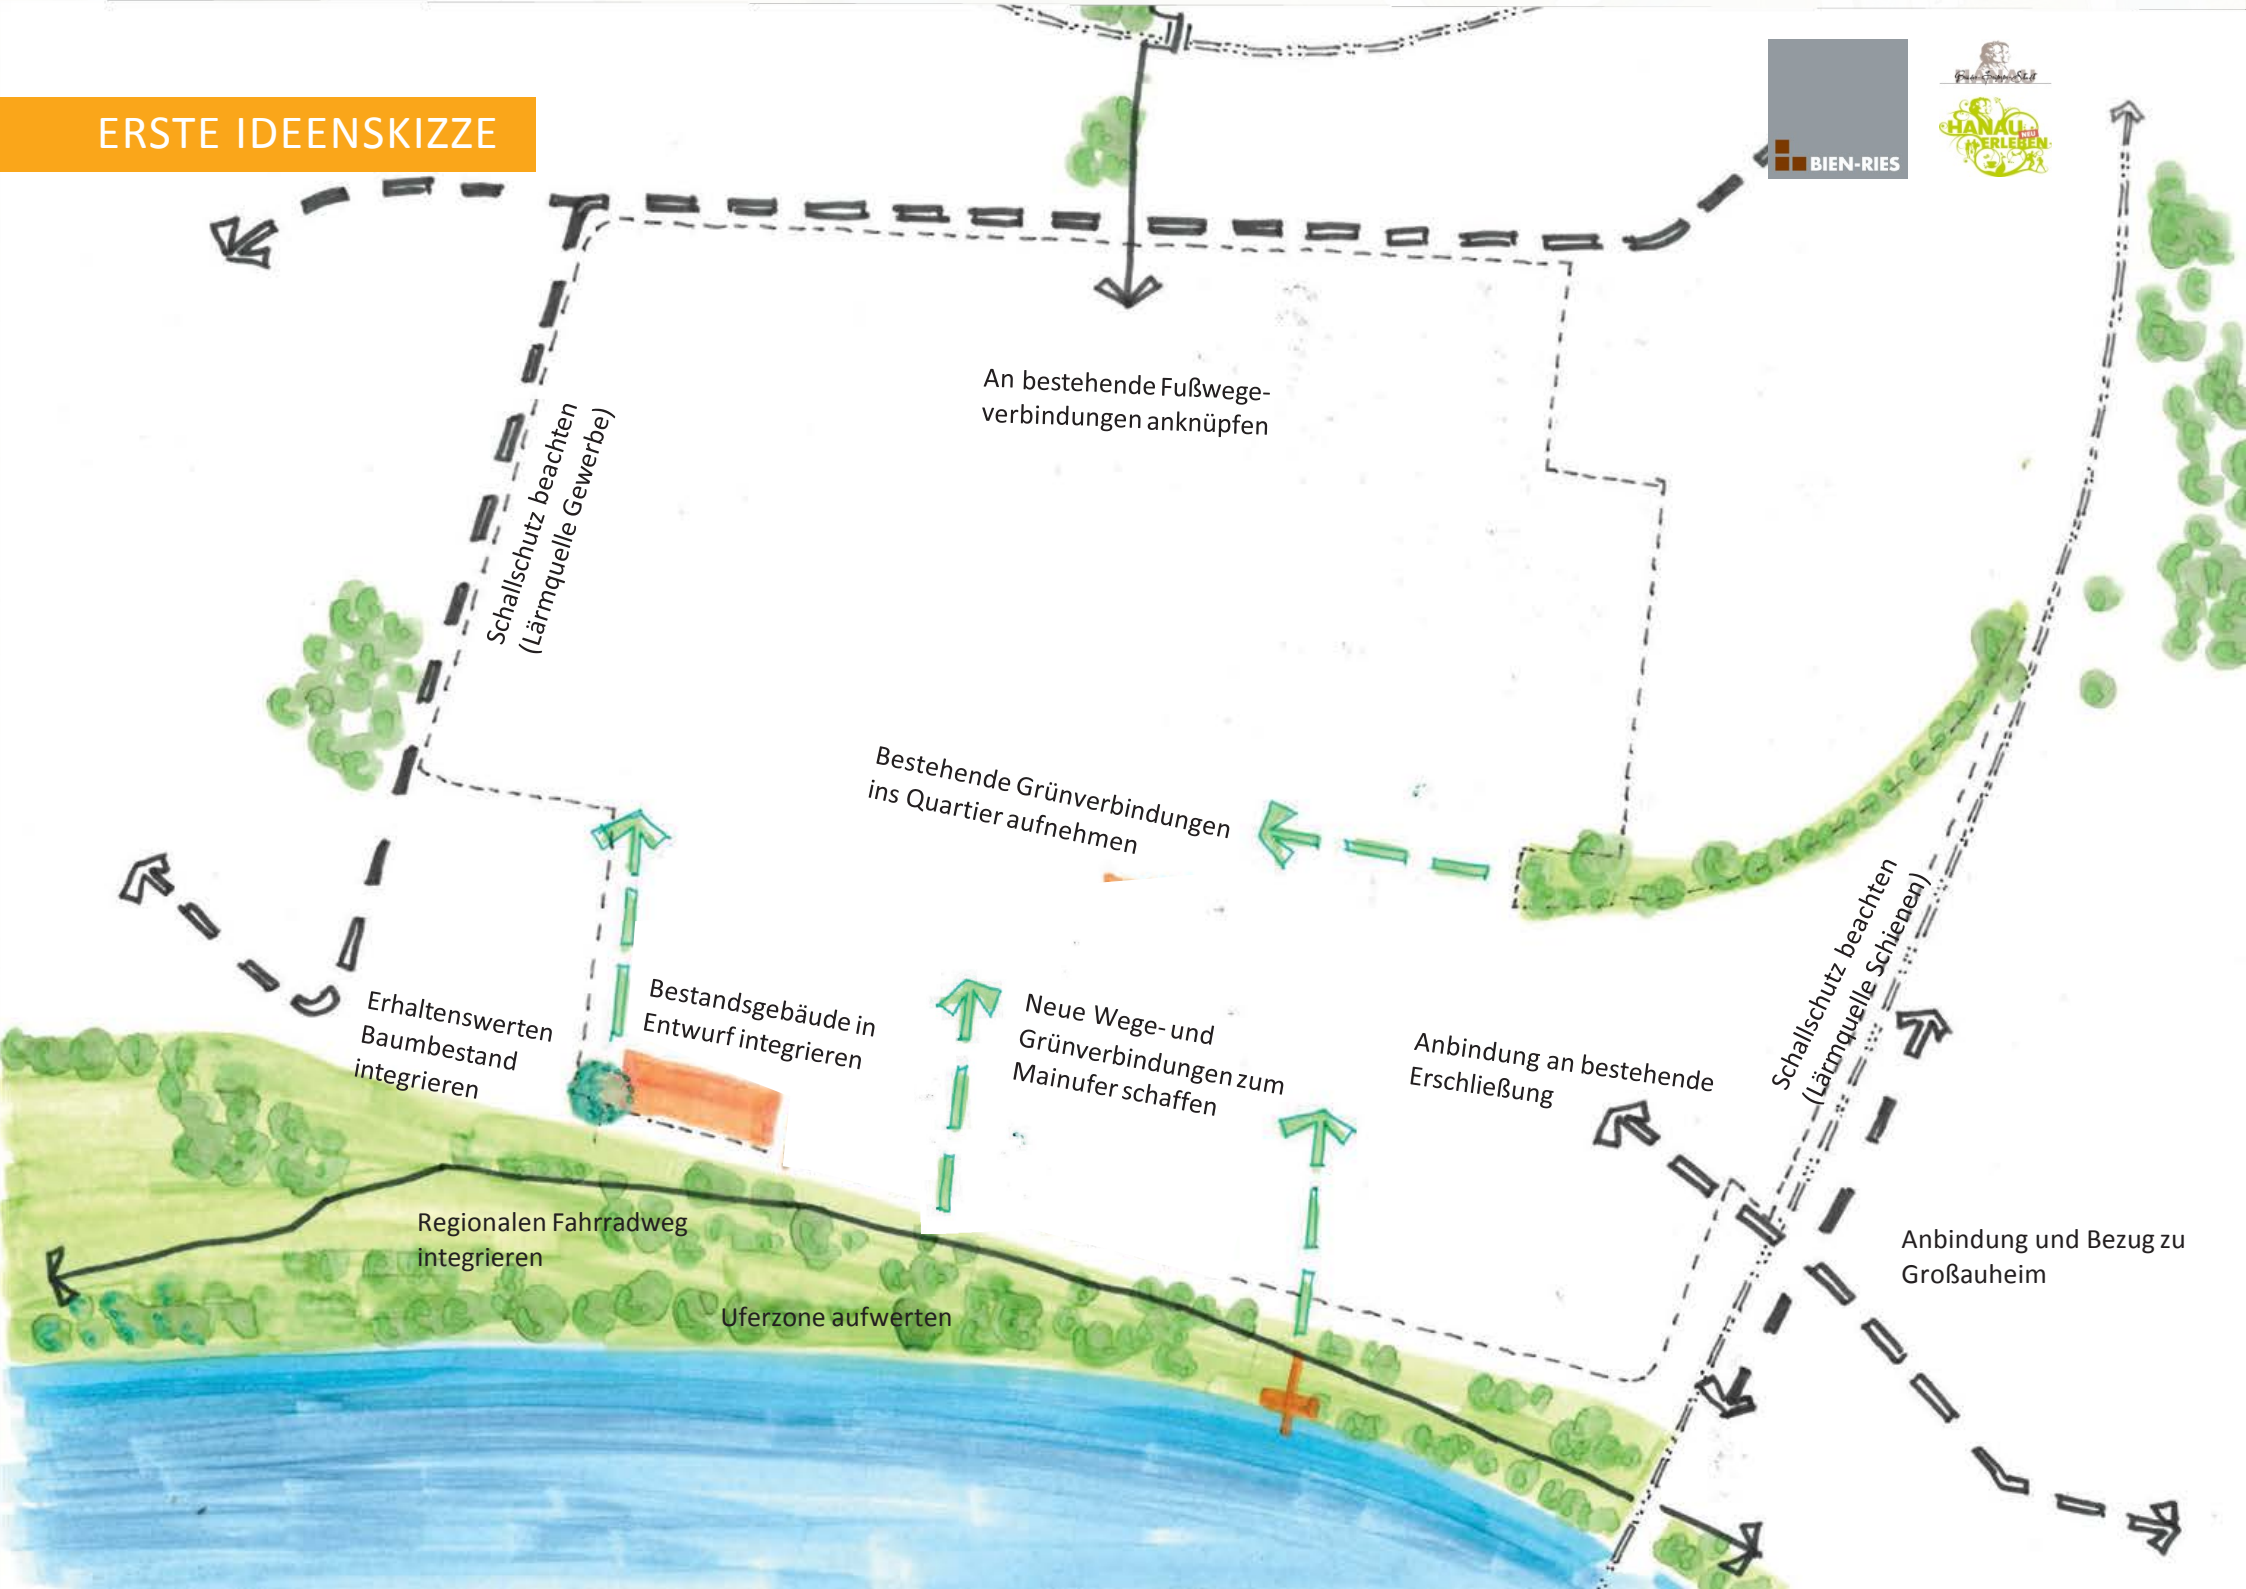 ERSTE IDEENSKIZZE
BIEN-RIES
HANAU
HANAU
NEU
ERLEBEN
An bestehende Fußwege-
verbindungen anknüpfen
Schallschutz beachten
(Lärmquelle Gewerbe)
Bestehende Grünverbindungen
ins Quartier aufnehmen
Schallschutz beachten
(Lärmquelle Schienen)
Erhaltenswerten
Baumbestand
integrieren
Bestandsgebäude in
Entwurf integrieren
Neue Wege- und
Grünverbindungen zum
Mainufer schaffen
Anbindung an bestehende
Erschließung
Regionalen Fahrradweg
integrieren
Anbindung und Bezug zu
Großauheim
Uferzone aufwerten